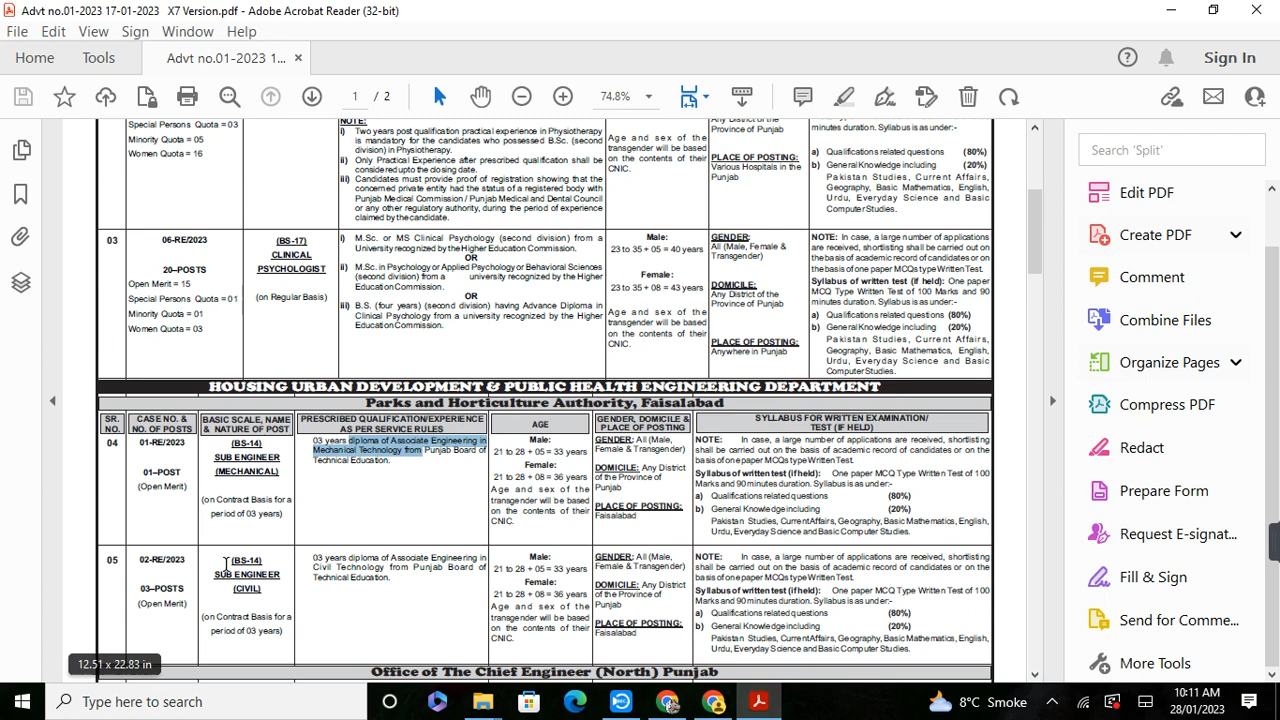 Advt no.01-2023 17-01-2023 X7 Version.pdf - Adobe Acrobat Reader (32-bit)
File Edit View Sign Window Help
Home Tools Advt no.01-2023 1... × Sign In
1 / 2 74.8%
Special Persons Quota = 03
Minority Quota = 05
Women Quota = 16
NOTE:
i) Two years post qualification practical experience in Physiotherapy
is mandatory for the candidates who possessed B.Sc. (second
division) in Physiotherapy.
ii) Only Practical Experience after prescribed qualification shall be
considered upto the closing date.
iii) Candidates must provide proof of registration showing that the
concerned private entity had the status of a registered body with
Punjab Medical Commission / Punjab Medical and Dental Council
or any other regulatory authority, during the period of experience
claimed by the candidate.
Age and sex of the
transgender will be based
on the contents of their
CNIC.
Any District of the
Province of Punjab
PLACE OF POSTING:
Various Hospitals in the
Punjab
minutes duration. Syllabus is as under:-
a) Qualifications related questions (80%)
b) General Knowledge including (20%)
Pakistan Studies, Current Affairs,
Geography, Basic Mathematics, English,
Urdu, Everyday Science and Basic
Computer Studies.
03
06-RE/2023
20–POSTS
Open Merit = 15
Special Persons Quota = 01
Minority Quota = 01
Women Quota = 03
(BS-17)
CLINICAL
PSYCHOLOGIST
(on Regular Basis)
i) M.Sc. or MS Clinical Psychology (second division) from a
University recognized by the Higher Education Commission.
OR
ii) M.Sc. in Psychology or Applied Psychology or Behavioral Sciences
(second division) from a university recognized by the Higher
Education Commission.
OR
iii) B.S. (four years) (second division) having Advance Diploma in
Clinical Psychology from a university recognized by the Higher
Education Commission.
Male:
23 to 35 + 05 = 40 years
Female:
23 to 35 + 08 = 43 years
Age and sex of the
transgender will be based
on the contents of their
CNIC.
GENDER:
All (Male, Female &
Transgender)
DOMICILE:
Any District of the
Province of Punjab
PLACE OF POSTING:
Anywhere in Punjab
NOTE: In case, a large number of applications
are received, shortlisting shall be carried out on
the basis of academic record of candidates or on
the basis of one paper MCQs type Written Test.
Syllabus of written test (if held): One paper
MCQ Type Written Test of 100 Marks and 90
minutes duration. Syllabus is as under:-
a) Qualifications related questions (80%)
b) General Knowledge including (20%)
Pakistan Studies, Current Affairs,
Geography, Basic Mathematics, English,
Urdu, Everyday Science and Basic
Computer Studies.
HOUSING URBAN DEVELOPMENT & PUBLIC HEALTH ENGINEERING DEPARTMENT
Parks and Horticulture Authority, Faisalabad
SR. NO.
CASE NO. & NO. OF POSTS
BASIC SCALE, NAME & NATURE OF POST
PRESCRIBED QUALIFICATION/EXPERIENCE AS PER SERVICE RULES
AGE
GENDER, DOMICILE & PLACE OF POSTING
SYLLABUS FOR WRITTEN EXAMINATION/ TEST (IF HELD)
04
01-RE/2023
01–POST
(Open Merit)
(BS-14)
SUB ENGINEER
(MECHANICAL)
(on Contract Basis for a
period of 03 years)
03 years diploma of Associate Engineering in
Mechanical Technology from Punjab Board of
Technical Education.
Male:
21 to 28 + 05 = 33 years
Female:
21 to 28 + 08 = 36 years
Age and sex of the
transgender will be based
on the contents of their
CNIC.
GENDER: All (Male,
Female & Transgender)
DOMICILE: Any District
of the Province of
Punjab
PLACE OF POSTING:
Faisalabad
NOTE: In case, a large number of applications are received, shortlisting
shall be carried out on the basis of academic record of candidates or on the
basis of one paper MCQs type Written Test.
Syllabus of written test (if held): One paper MCQ Type Written Test of 100
Marks and 90 minutes duration. Syllabus is as under:-
a) Qualifications related questions (80%)
b) General Knowledge including (20%)
Pakistan Studies, Current Affairs, Geography, Basic Mathematics, English,
Urdu, Everyday Science and Basic Computer Studies.
05
02-RE/2023
03–POSTS
(Open Merit)
(BS-14)
SUB ENGINEER
(CIVIL)
(on Contract Basis for a
period of 03 years)
03 years diploma of Associate Engineering in
Civil Technology from Punjab Board of
Technical Education.
Male:
21 to 28 + 05 = 33 years
Female:
21 to 28 + 08 = 36 years
Age and sex of the
transgender will be based
on the contents of their
CNIC.
GENDER: All (Male,
Female & Transgender)
DOMICILE: Any District
of the Province of
Punjab
PLACE OF POSTING:
Faisalabad
NOTE: In case, a large number of applications are received, shortlisting
shall be carried out on the basis of academic record of candidates or on the
basis of one paper MCQs type Written Test.
Syllabus of written test (if held): One paper MCQ Type Written Test of 100
Marks and 90 minutes duration. Syllabus is as under:-
a) Qualifications related questions (80%)
b) General Knowledge including (20%)
Pakistan Studies, Current Affairs, Geography, Basic Mathematics, English,
Urdu, Everyday Science and Basic Computer Studies.
12.51 x 22.83 in
Office of The Chief Engineer (North) Punjab
Search 'Split'
Edit PDF
Create PDF
Comment
Combine Files
Organize Pages
Compress PDF
Redact
Prepare Form
Request E-signat...
Fill & Sign
Send for Comme...
More Tools
Type here to search
8°C Smoke
10:11 AM
28/01/2023